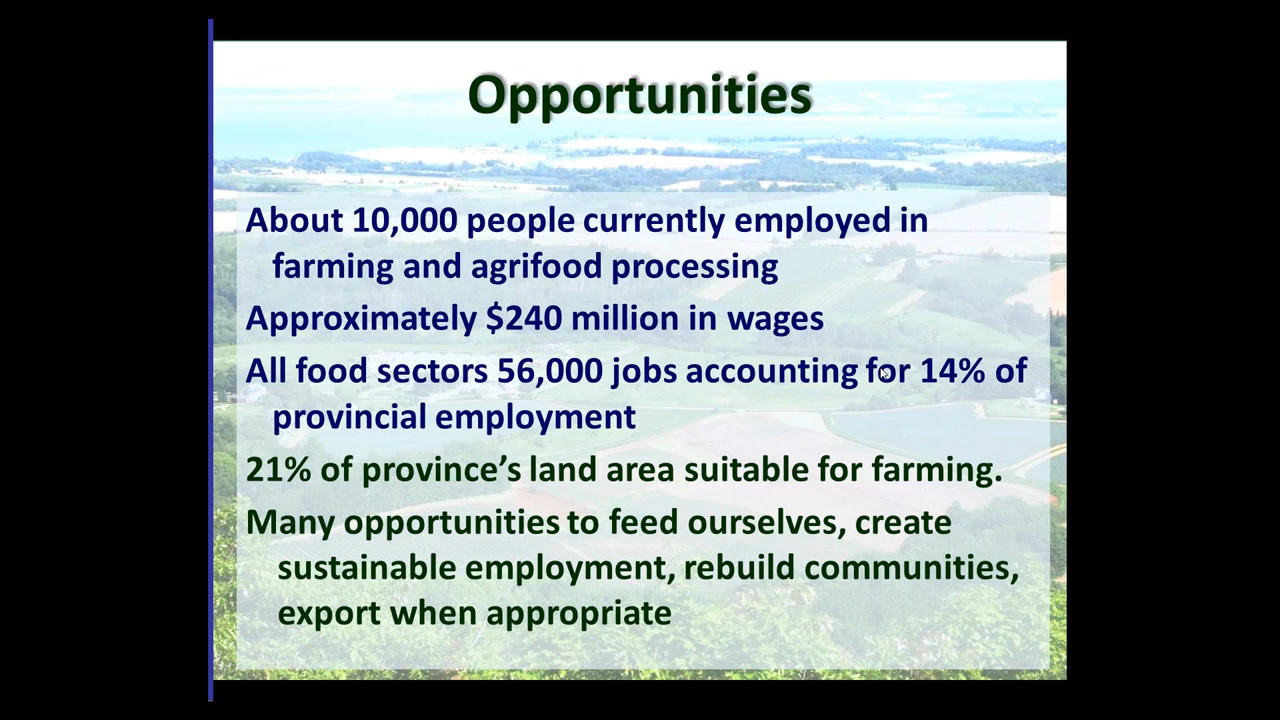 Opportunities
About 10,000 people currently employed in
farming and agrifood processing
Approximately $240 million in wages
All food sectors 56,000 jobs accounting for 14% of
provincial employment
21% of province’s land area suitable for farming.
Many opportunities to feed ourselves, create
sustainable employment, rebuild communities,
export when appropriate